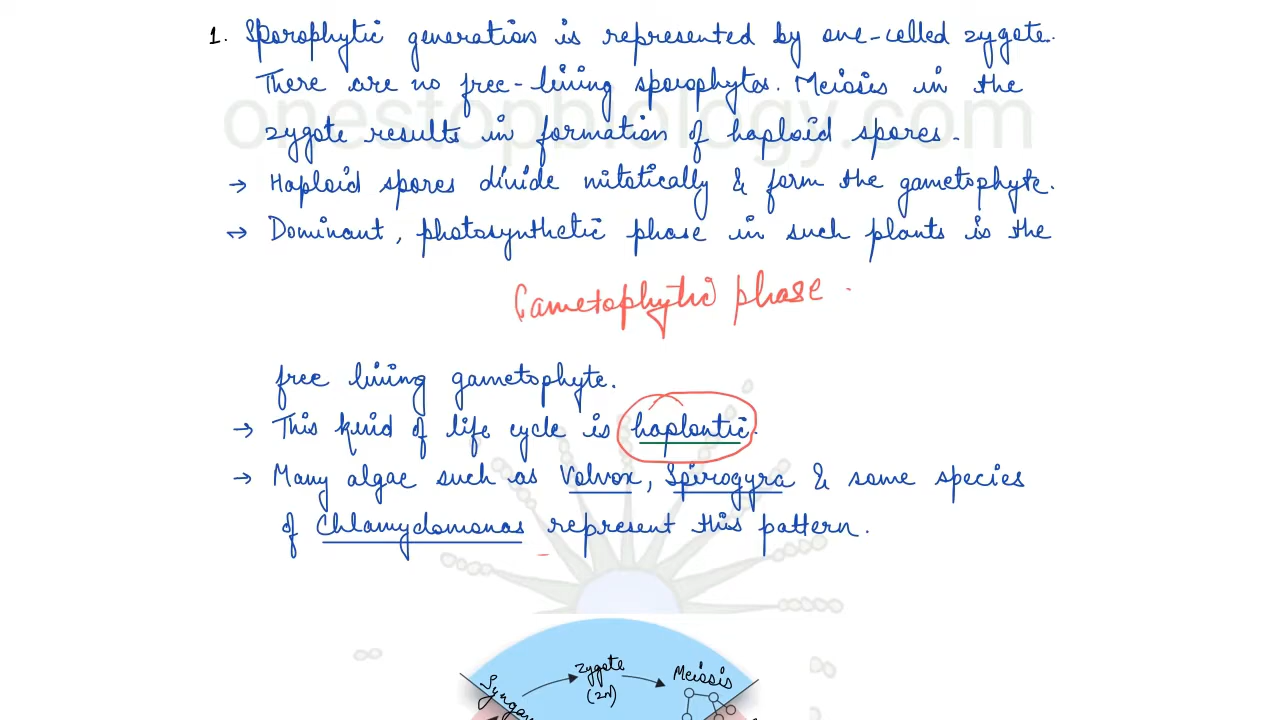 1. Sporophytic generation is represented by one-celled zygote.
There are no free-living sporophytes. Meiosis in the
onestopbiology.com
zygote results in formation of haploid spores.
→ Haploid spores divide mitotically & form the gametophyte.
→ Dominant, photosynthetic phase in such plants is the
Gametophytic phase.
free living gametophyte.
→ This kind of life cycle is haplontic.
→ Many algae such as Volvox, Spirogyra & some species
of Chlamydomonas represent this pattern.
Zygote
(2n)
Meiosis